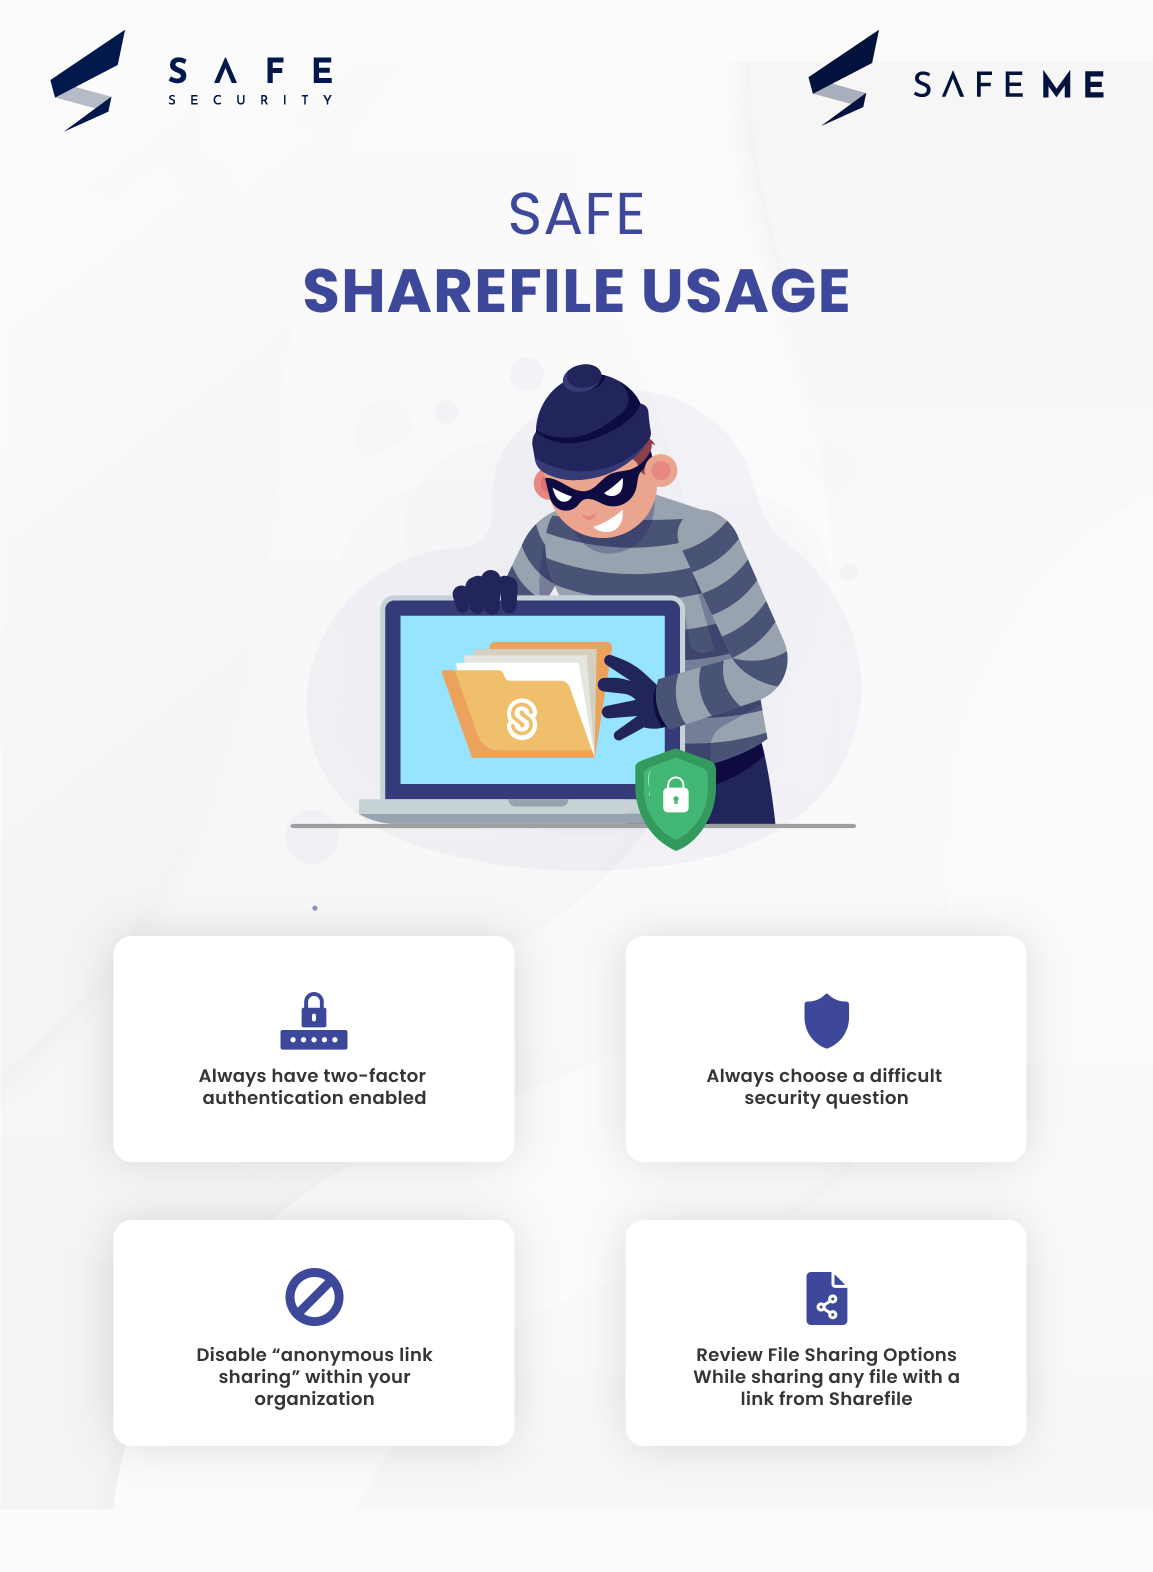 SAFE
SECURITY
SAFE ME
SAFE
SHAREFILE USAGE
Always have two-factor
authentication enabled
Always choose a difficult
security question
Disable “anonymous link
sharing” within your
organization
Review File Sharing Options
While sharing any file with a
link from Sharefile